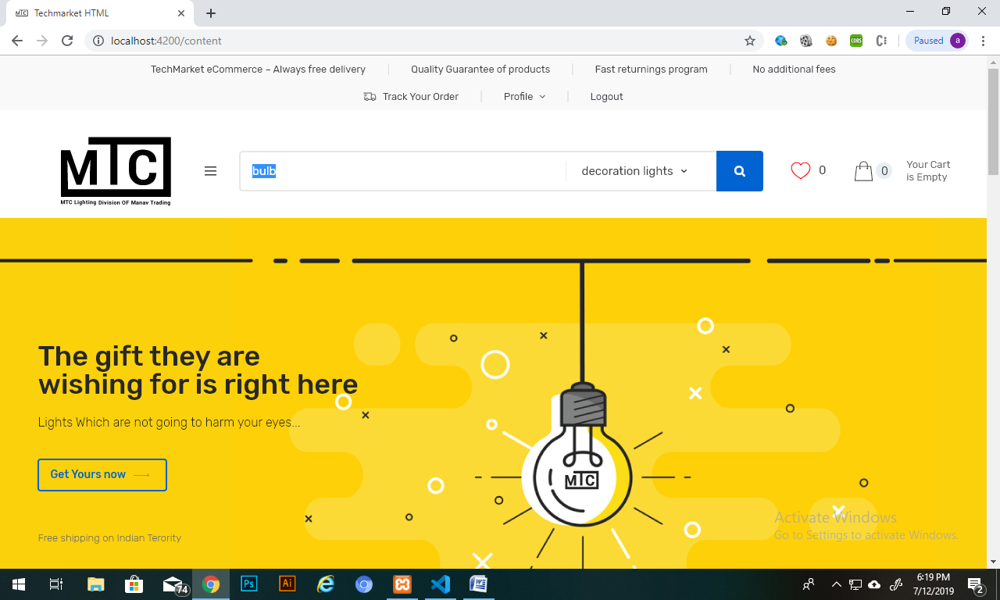 Techmarket HTML
localhost:4200/content
CORS
Paused
a
TechMarket eCommerce – Always free delivery
Quality Guarantee of products
Fast returnings program
No additional fees
Track Your Order
Profile
Logout
MTC
MTC Lighting Division OF Manav Trading
bulb
decoration lights
0
0
Your Cart
is Empty
The gift they are
wishing for is right here
Lights Which are not going to harm your eyes...
Get Yours now
MTC
Free shipping on Indian Terority
Activate Windows
Go to Settings to activate Windows.
74
Ps
Ai
6:19 PM
7/12/2019
2